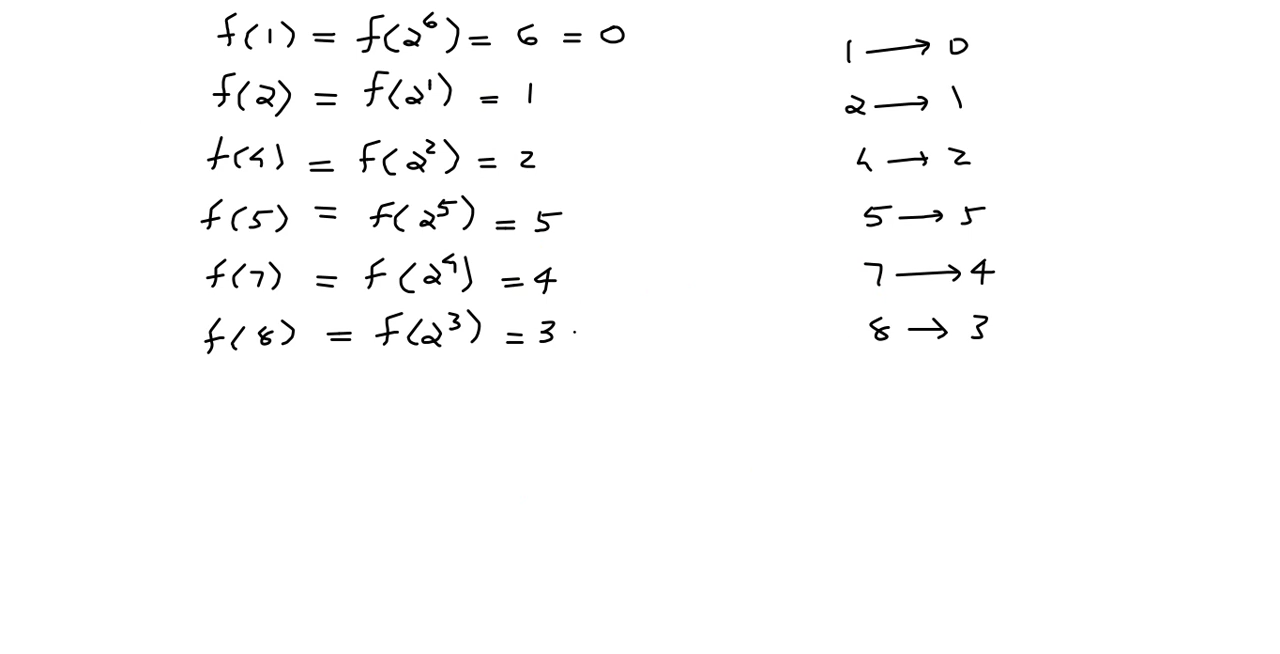 f(1) = f(2⁶) = 6 = 0
f(2) = f(2¹) = 1
f(4) = f(2²) = 2
f(5) = f(2⁵) = 5
f(7) = f(2⁴) = 4
f(8) = f(2³) = 3
1 → 0
2 → 1
4 → 2
5 → 5
7 → 4
8 → 3